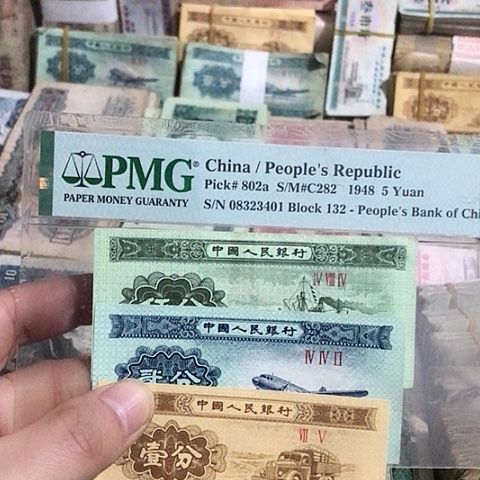 PMG®
PAPER MONEY GUARANTY
China / People's Republic
Pick# 802a S/M#C282 1948 5 Yuan
S/N 08323401 Block 132 - People's Bank of Chi
中國人民銀行
IV VIII IV
伍分
中國人民銀行
IV IV II
貳分
中國人民銀行
VII V
壹分